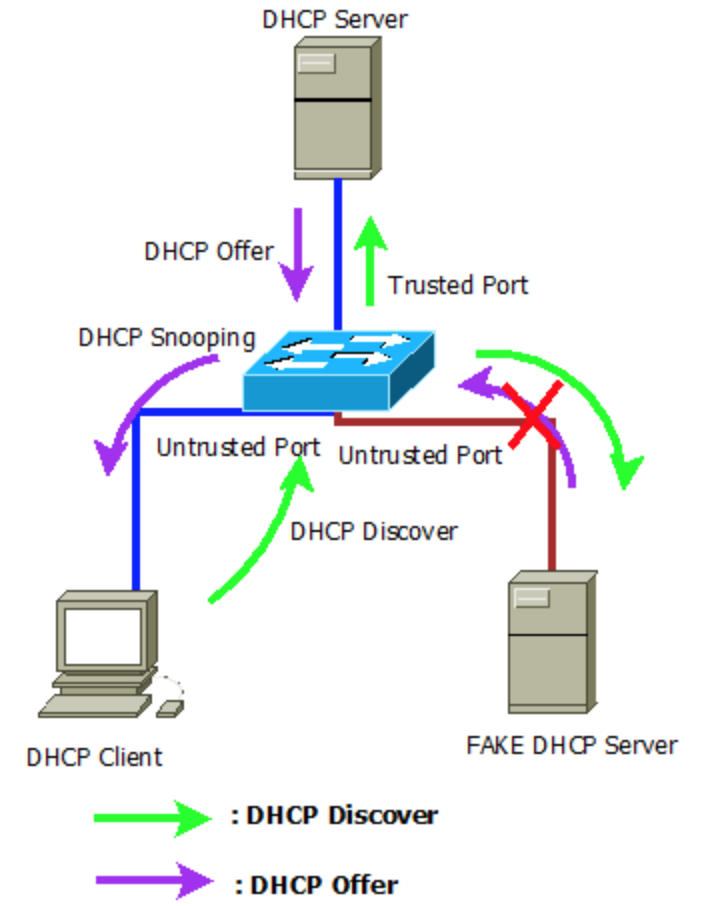 DHCP Server
DHCP Offer
Trusted Port
DHCP Snooping
Untrusted Port
Untrusted Port
DHCP Discover
FAKE DHCP Server
DHCP Client
: DHCP Discover
: DHCP Offer